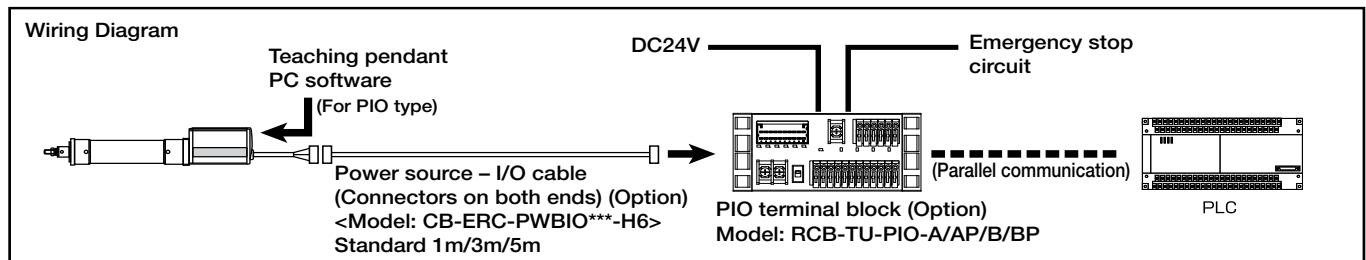 Wiring Diagram
Teaching pendant
PC software
(For PIO type)
DC24V
Emergency stop
circuit
Power source – I/O cable
(Connectors on both ends) (Option)
<Model: CB-ERC-PWBIO***-H6>
Standard 1m/3m/5m
(Parallel communication)
PIO terminal block (Option)
Model: RCB-TU-PIO-A/AP/B/BP
PLC